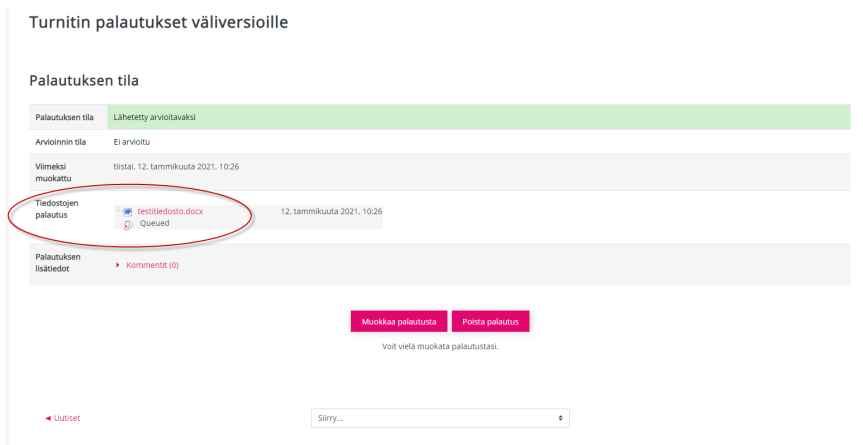 Turnitin palautukset väliversioille
Palautuksen tila
Palautuksen tila Lähetetty arvioitavaksi
Arvioinnin tila Ei arvioitu
Viimeksi muokattu tiistai, 12. tammikuuta 2021, 10:26
Tiedostojen palautus testitiedosto.docx 12. tammikuuta 2021, 10:26
Queued
Palautuksen lisätiedot Kommentit (0)
Muokkaa palautusta Poista palautus
Voit vielä muokata palautustasi.
◄ Uutiset Siirry...